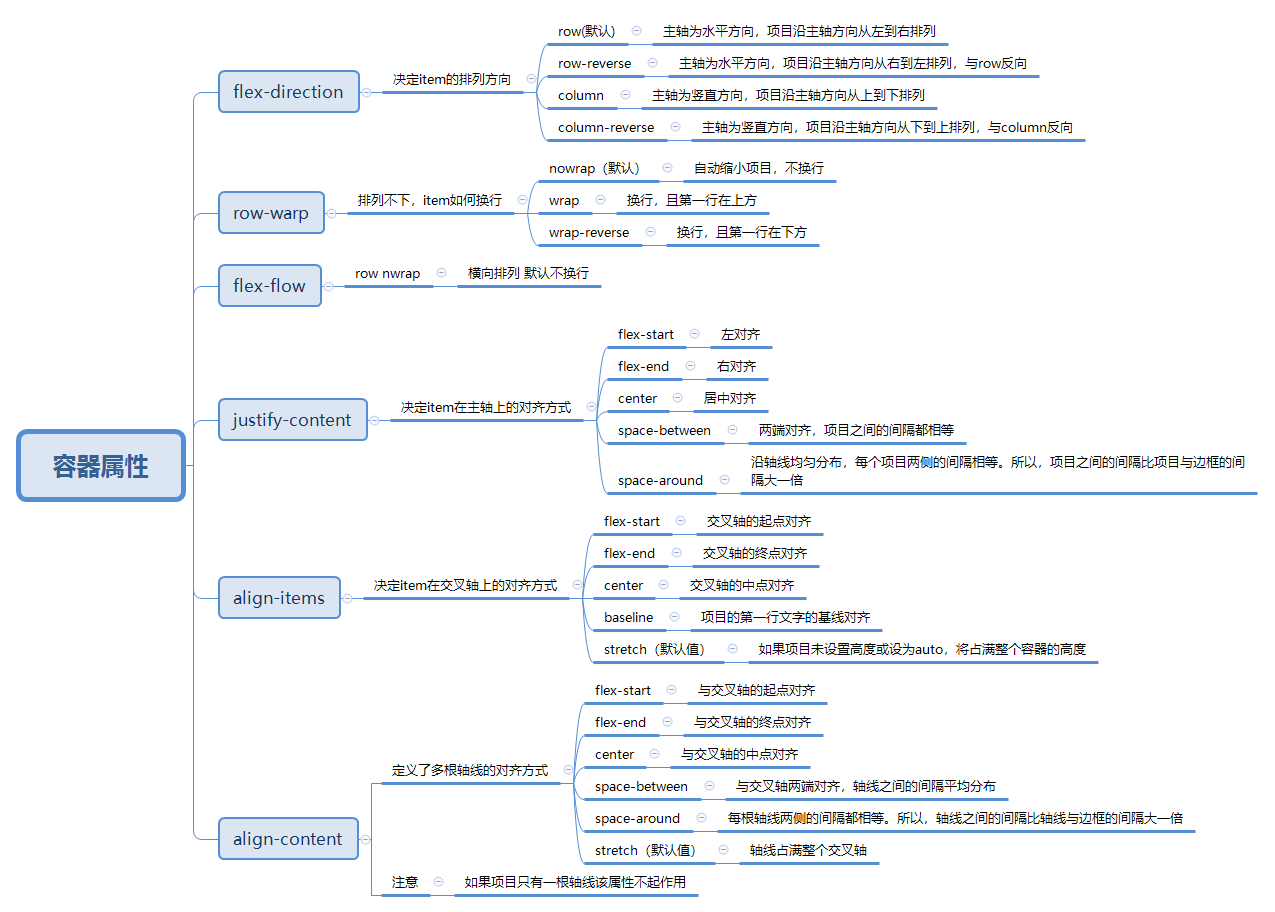 容器属性
flex-direction
决定item的排列方向
row(默认)
主轴为水平方向，项目沿主轴方向从左到右排列
row-reverse
主轴为水平方向，项目沿主轴方向从右到左排列，与row反向
column
主轴为竖直方向，项目沿主轴方向从上到下排列
column-reverse
主轴为竖直方向，项目沿主轴方向从下到上排列，与column反向
row-warp
排列不下，item如何换行
nowrap（默认）
自动缩小项目，不换行
wrap
换行，且第一行在上方
wrap-reverse
换行，且第一行在下方
flex-flow
row nwrap
横向排列 默认不换行
justify-content
决定item在主轴上的对齐方式
flex-start
左对齐
flex-end
右对齐
center
居中对齐
space-between
两端对齐，项目之间的间隔都相等
space-around
沿轴线均匀分布，每个项目两侧的间隔相等。所以，项目之间的间隔比项目与边框的间
隔大一倍
align-items
决定item在交叉轴上的对齐方式
flex-start
交叉轴的起点对齐
flex-end
交叉轴的终点对齐
center
交叉轴的中点对齐
baseline
项目的第一行文字的基线对齐
stretch（默认值）
如果项目未设置高度或设为auto，将占满整个容器的高度
align-content
定义了多根轴线的对齐方式
flex-start
与交叉轴的起点对齐
flex-end
与交叉轴的终点对齐
center
与交叉轴的中点对齐
space-between
与交叉轴两端对齐，轴线之间的间隔平均分布
space-around
每根轴线两侧的间隔都相等。所以，轴线之间的间隔比轴线与边框的间隔大一倍
stretch（默认值）
轴线占满整个交叉轴
注意
如果项目只有一根轴线该属性不起作用